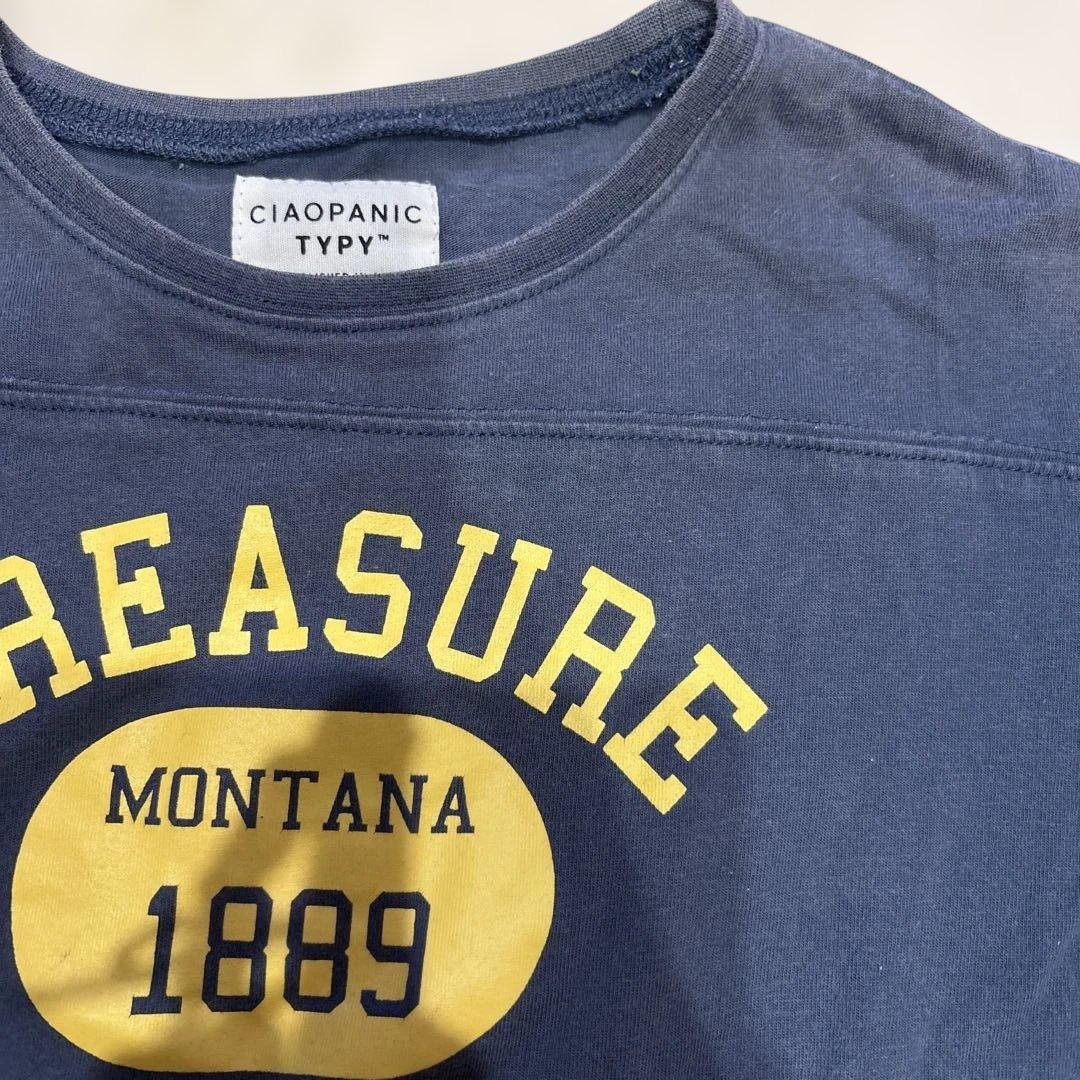 CIAOPANIC
TYPY™
REASURE
MONTANA
1889